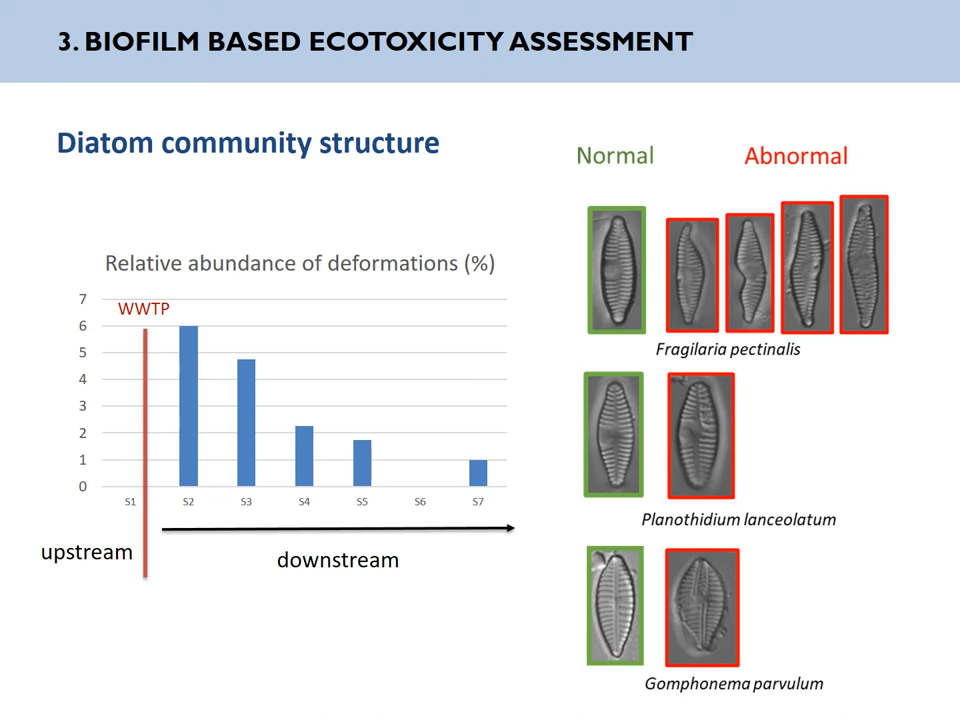 3. BIOFILM BASED ECOTOXICITY ASSESSMENT
Diatom community structure
Normal
Abnormal
Relative abundance of deformations (%)
7
6
5
4
3
2
1
0
WWTP
S1
S2
S3
S4
S5
S6
S7
upstream
downstream
Fragilaria pectinalis
Planothidium lanceolatum
Gomphonema parvulum